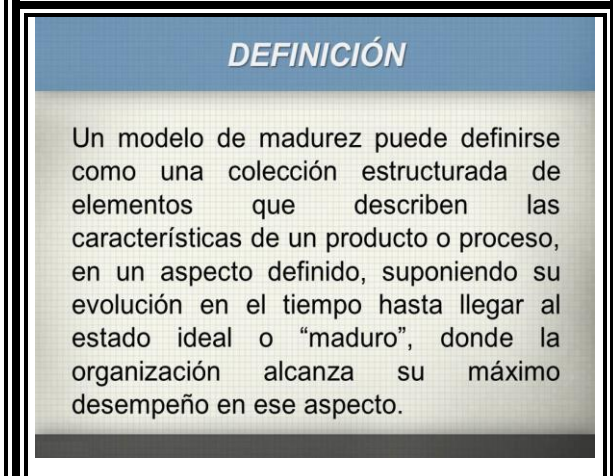 DEFINICIÓN
Un modelo de madurez puede definirse
como una colección estructurada de
elementos que describen las
características de un producto o proceso,
en un aspecto definido, suponiendo su
evolución en el tiempo hasta llegar al
estado ideal o “maduro”, donde la
organización alcanza su máximo
desempeño en ese aspecto.